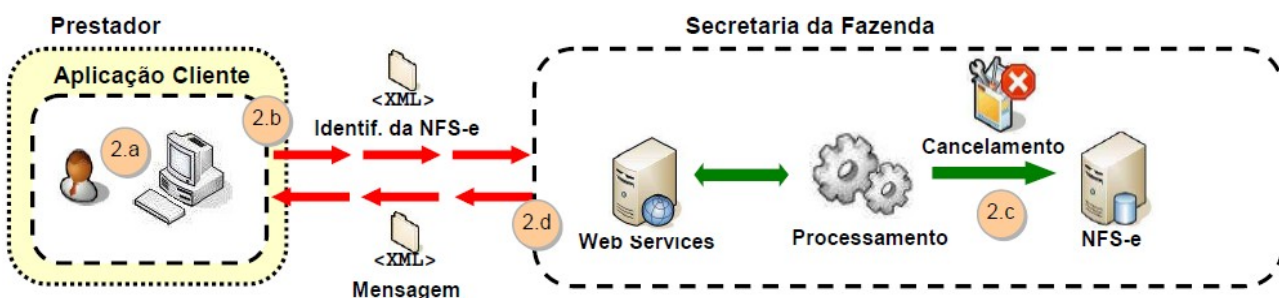 Prestador
Secretaria da Fazenda
Aplicação Cliente
2.a
2.b
<XML>
Identif. da NFS-e
Cancelamento
2.c
2.d
Web Services
Processamento
NFS-e
<XML>
Mensagem